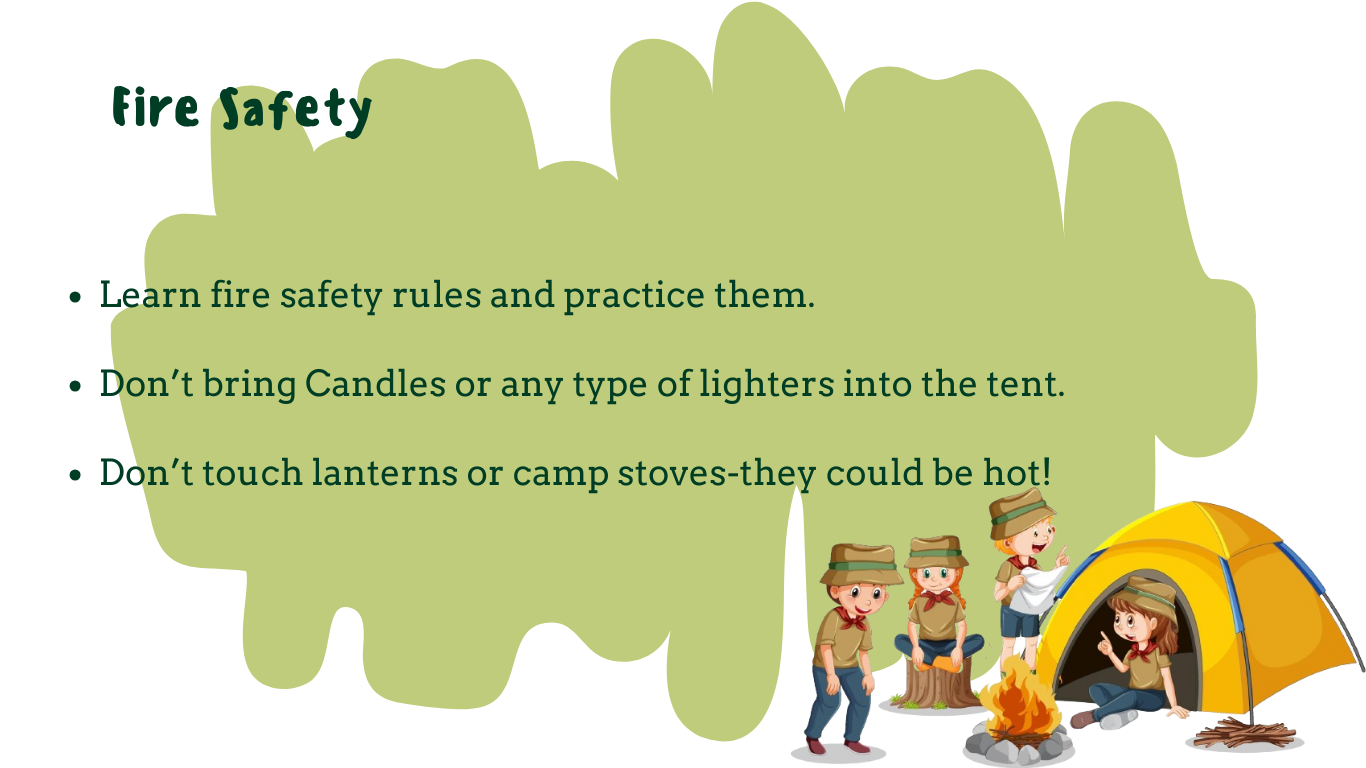 Fire Safety
• Learn fire safety rules and practice them.
• Don’t bring Candles or any type of lighters into the tent.
• Don’t touch lanterns or camp stoves-they could be hot!